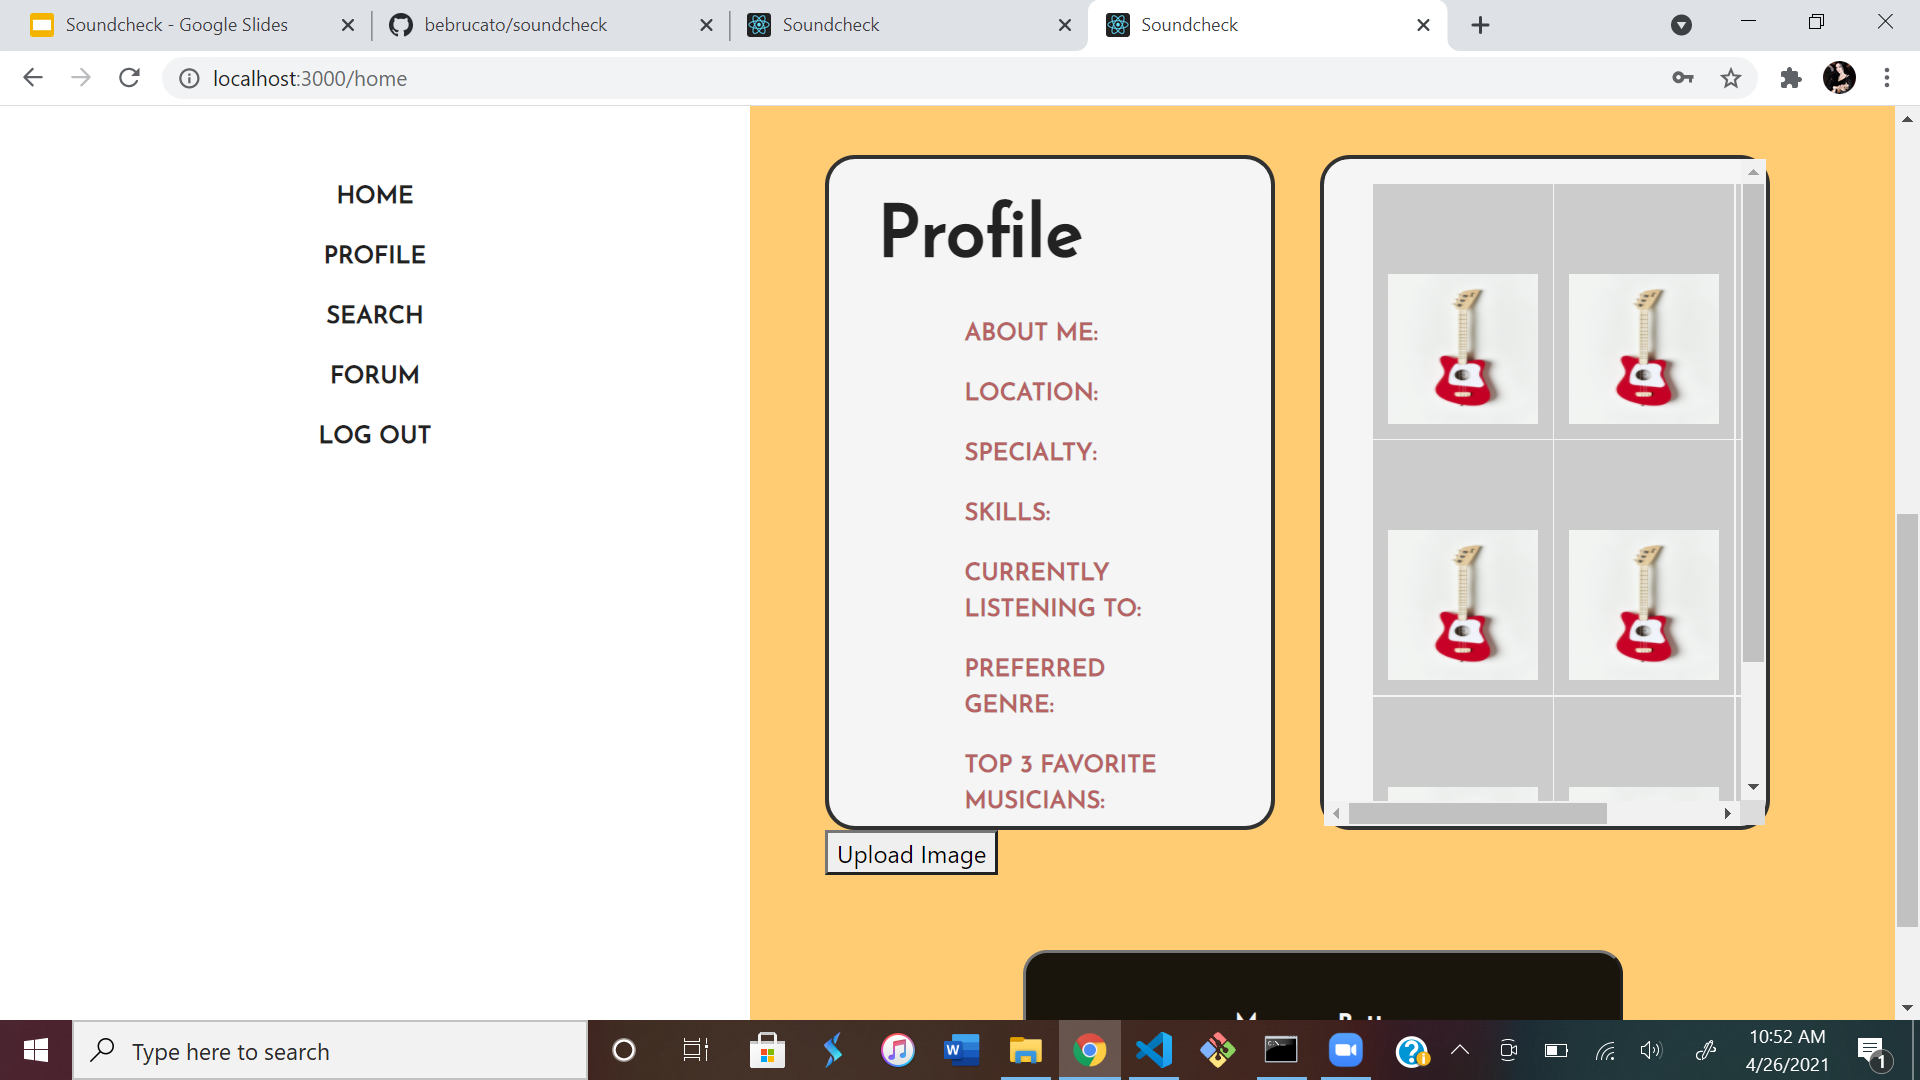 Soundcheck - Google Slides
bebrucato/soundcheck
Soundcheck
Soundcheck
localhost:3000/home
HOME
PROFILE
SEARCH
FORUM
LOG OUT
Profile
ABOUT ME:
LOCATION:
SPECIALTY:
SKILLS:
CURRENTLY
LISTENING TO:
PREFERRED
GENRE:
TOP 3 FAVORITE
MUSICIANS:
Upload Image
Type here to search
10:52 AM
4/26/2021
1